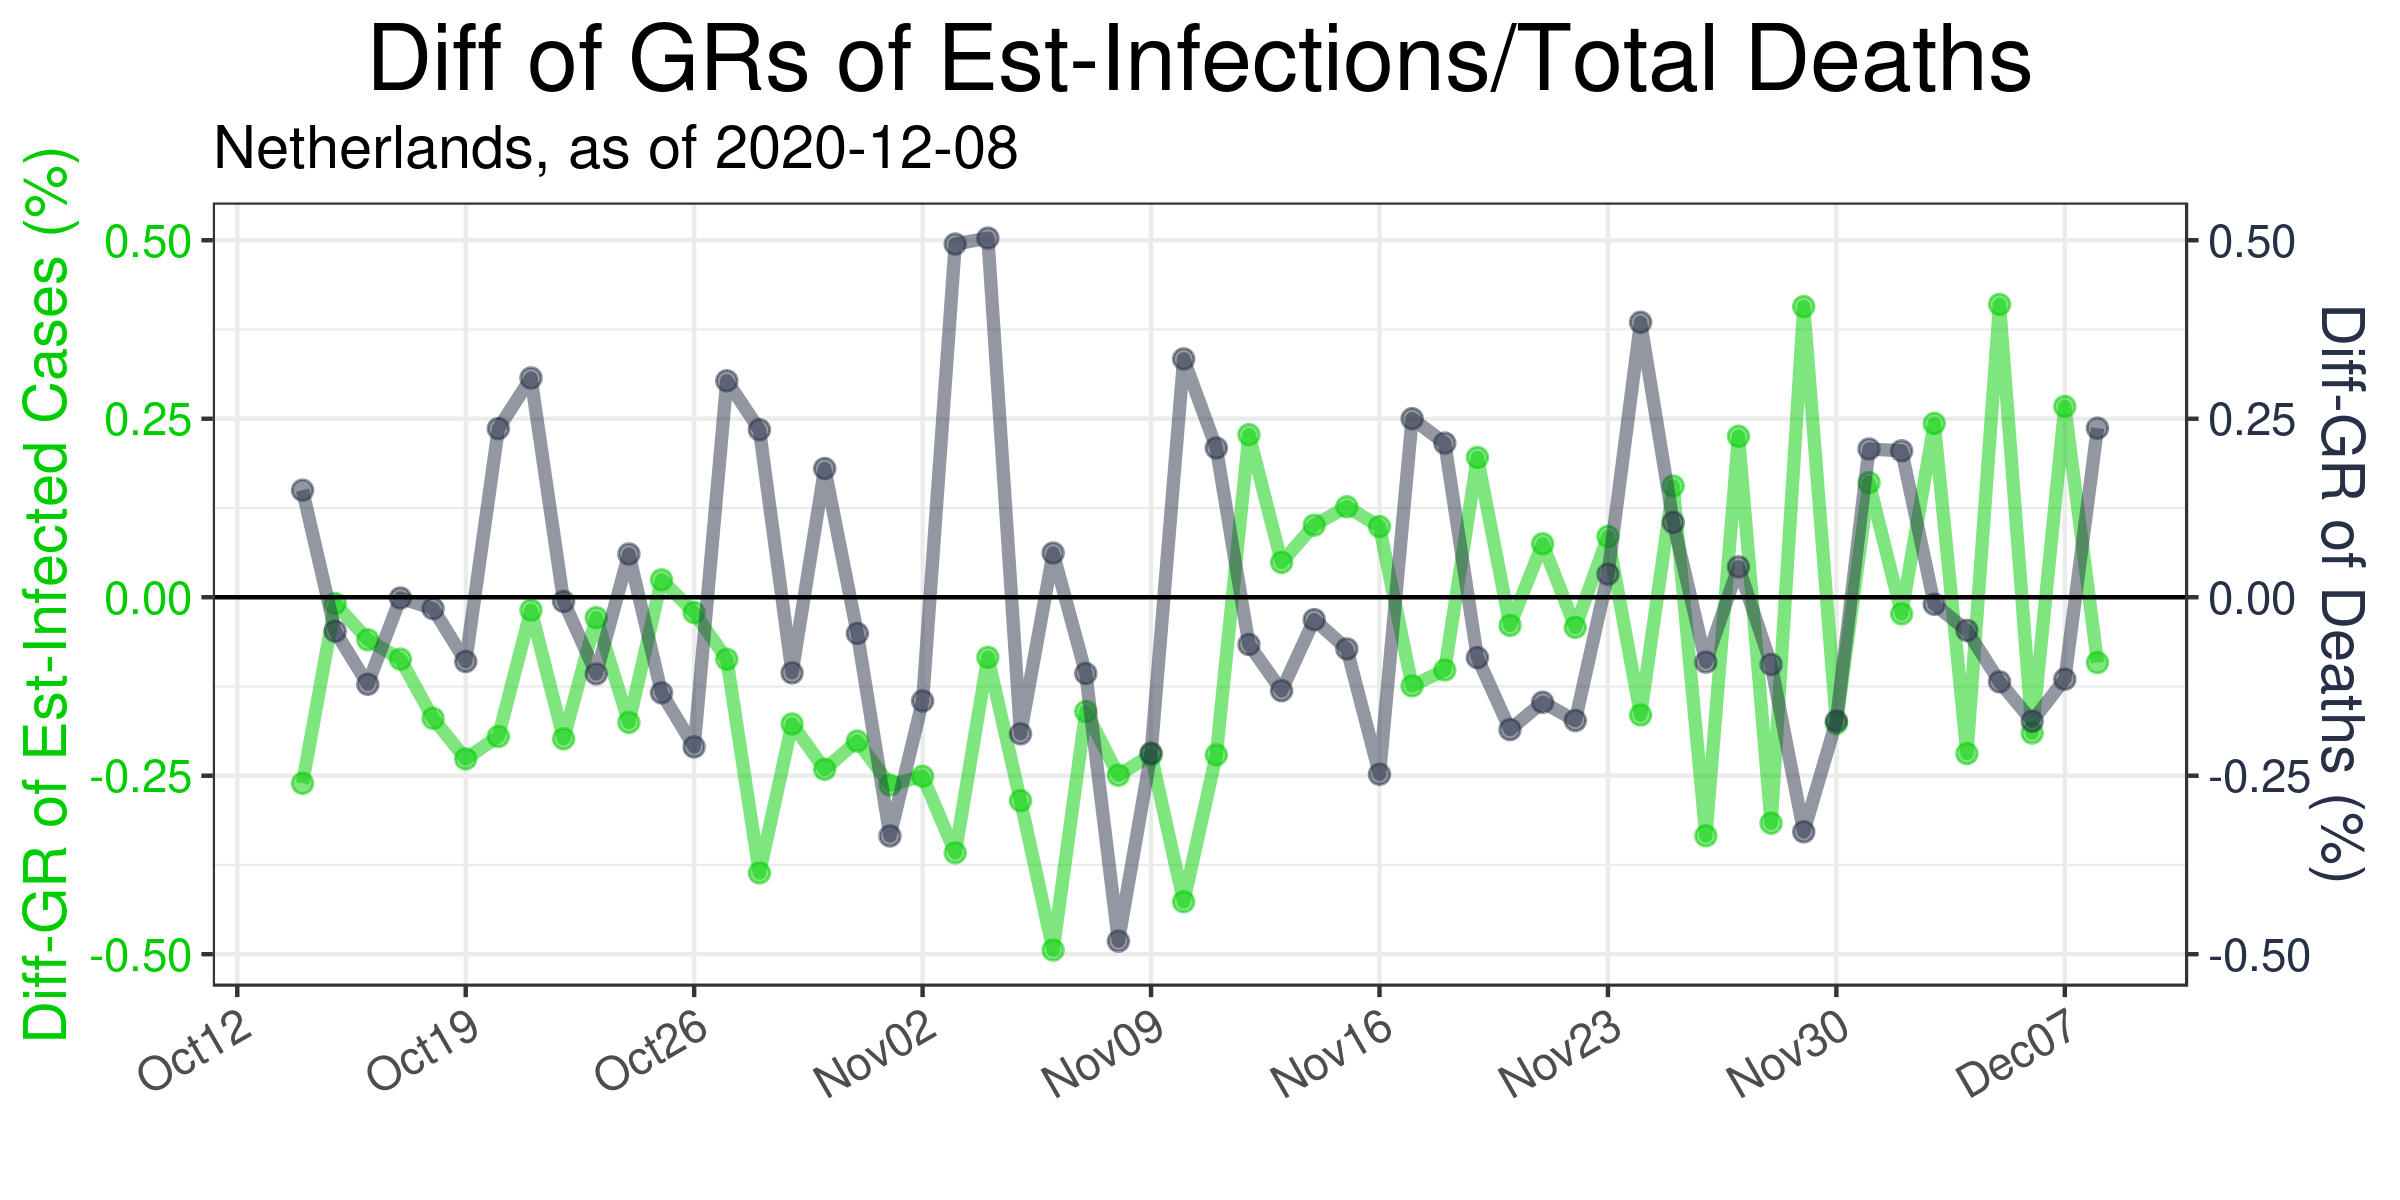 Diff of GRs of Est-Infections/Total Deaths
Netherlands, as of 2020-12-08
Diff-GR of Est-Infected Cases (%)
0.50
0.25
0.00
-0.25
-0.50
0.50
0.25
0.00
-0.25
-0.50
Diff-GR of Deaths (%)
Oct12
Oct19
Oct26
Nov02
Nov09
Nov16
Nov23
Nov30
Dec07